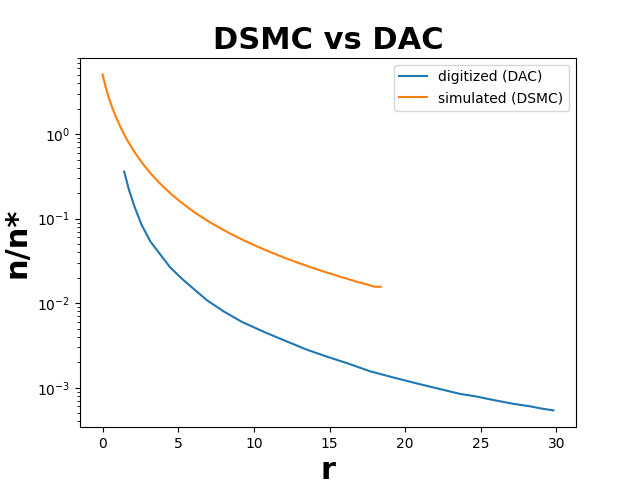 DSMC vs DAC
digitized (DAC)
simulated (DSMC)
n/n*
10⁰
10⁻¹
10⁻²
10⁻³
0 5 10 15 20 25 30
r